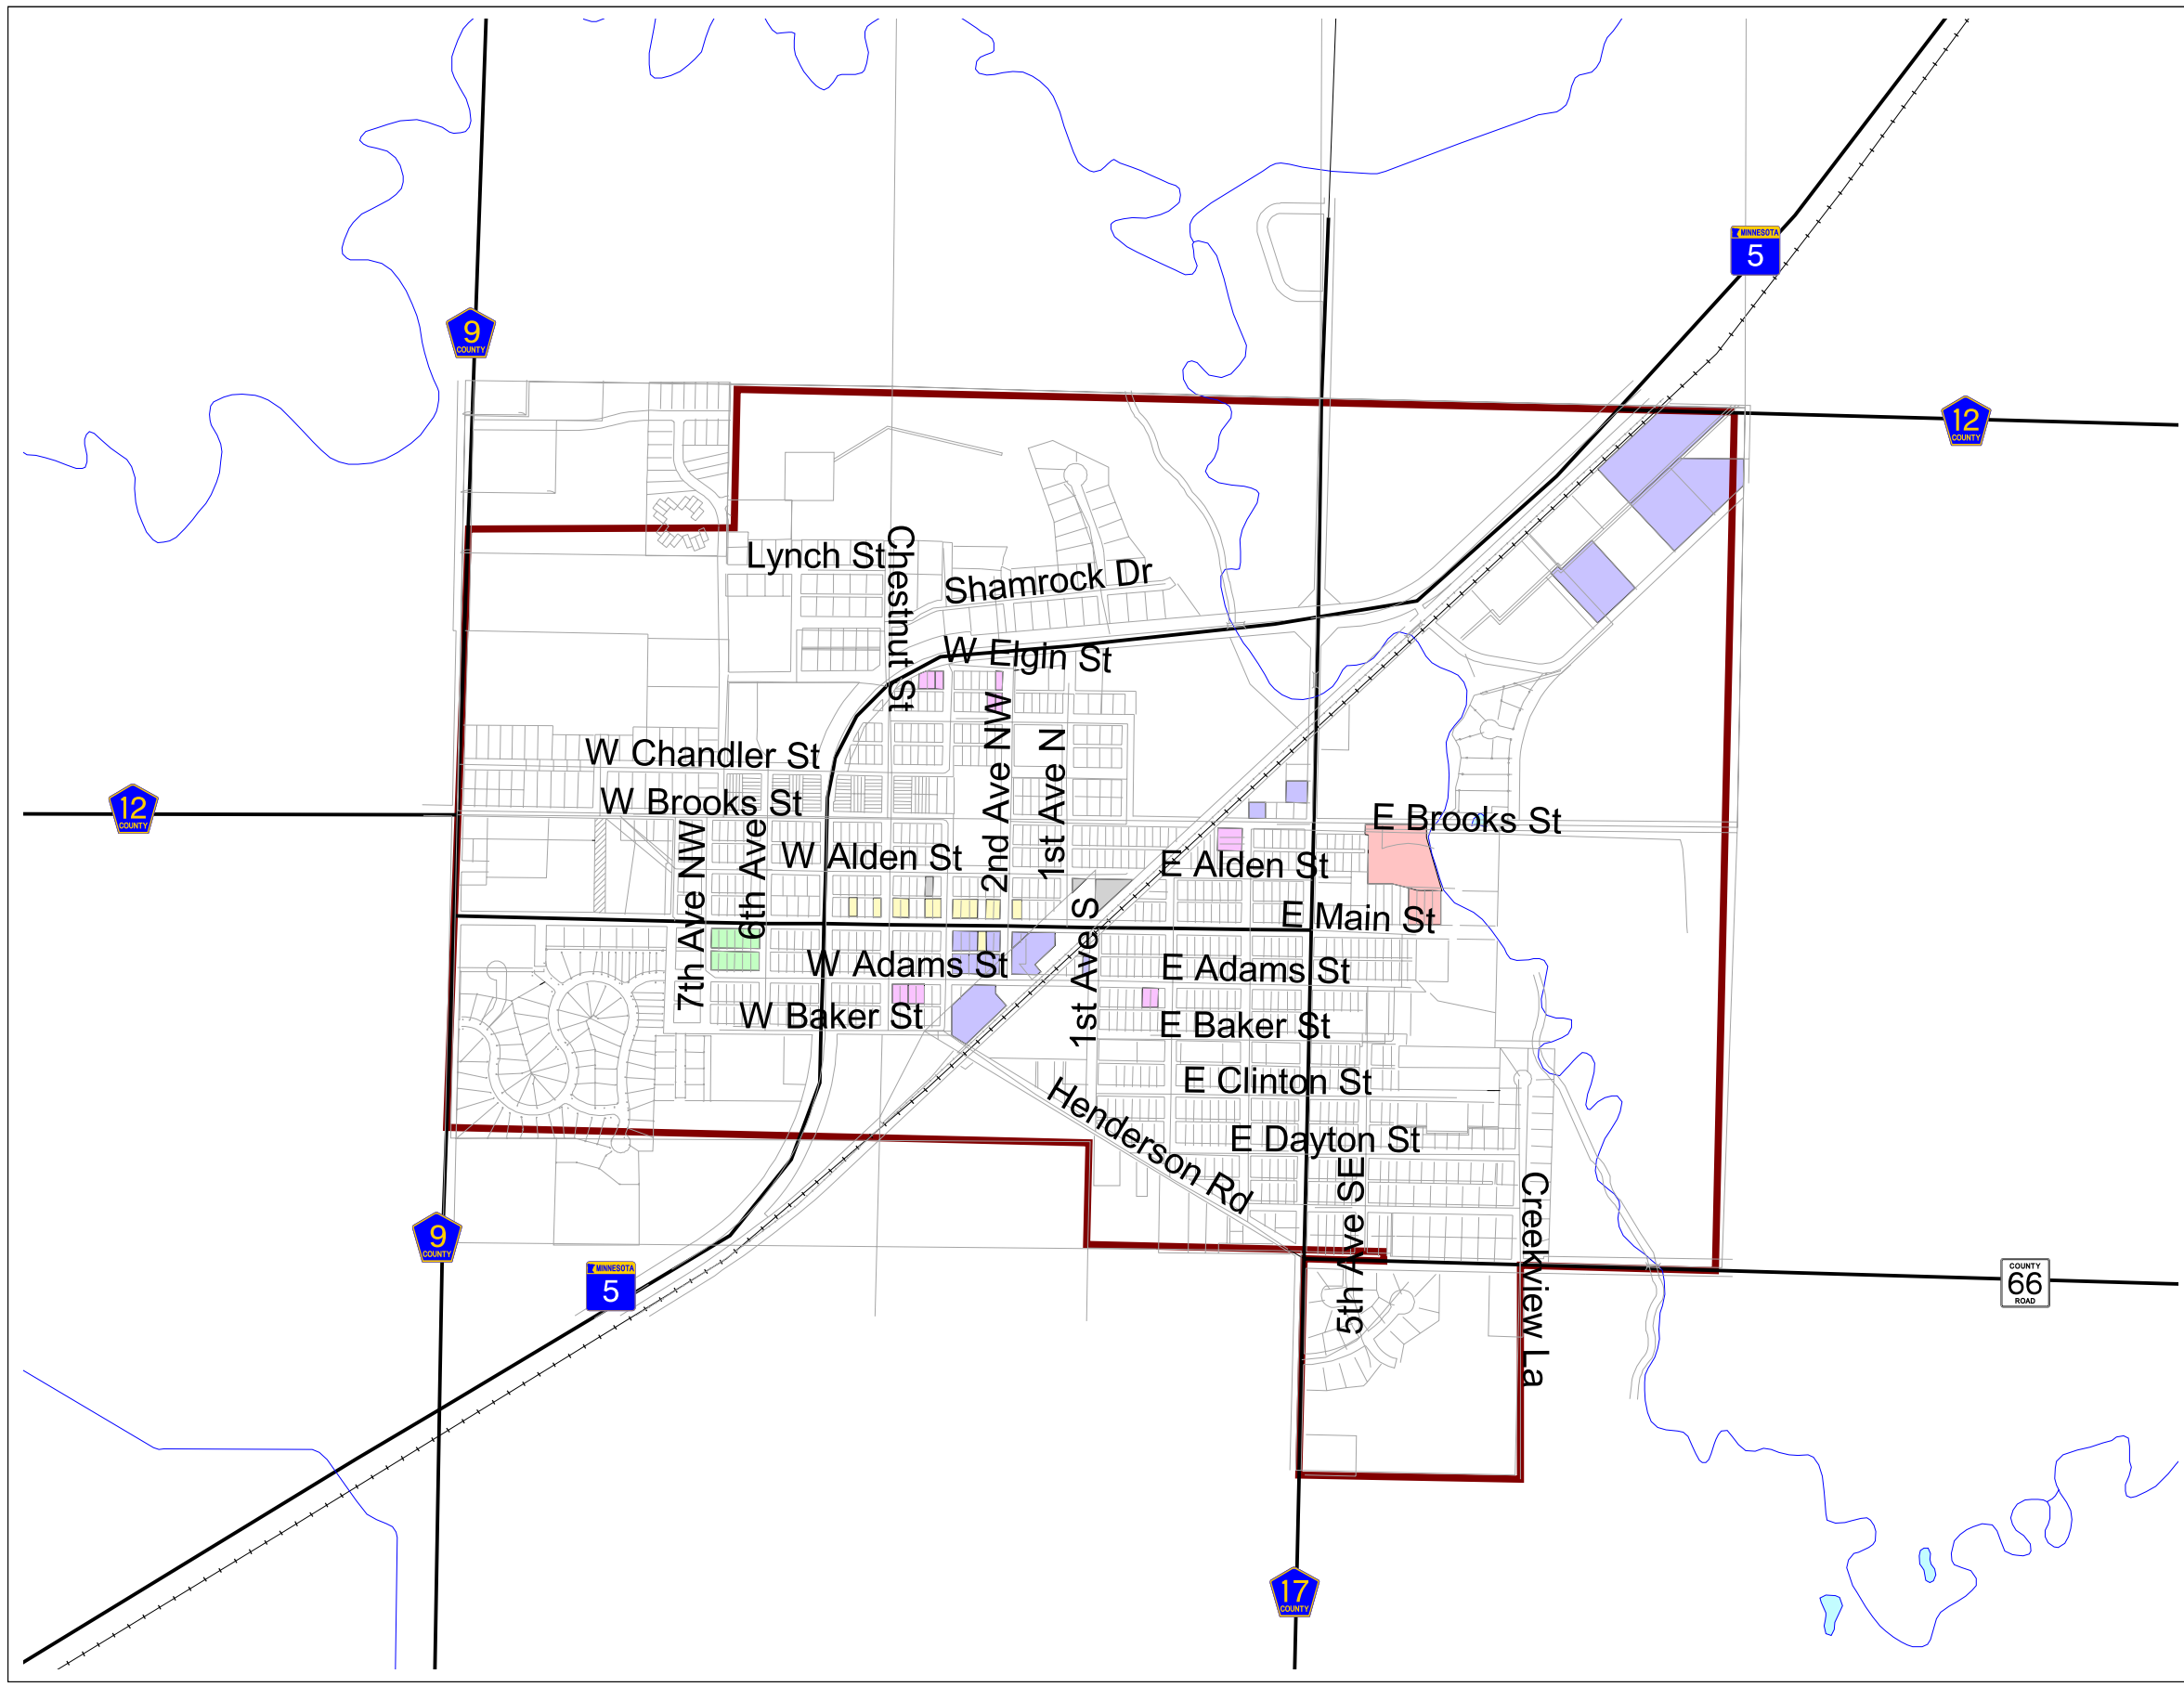 MINNESOTA
5
9
COUNTY
12
COUNTY
Lynch St
Chestnut St
Shamrock Dr
W Elgin St
W Chandler St
2nd Ave NW
1st Ave N
12
COUNTY
W Brooks St
E Brooks St
7th Ave NW
6th Ave
W Alden St
E Alden St
E Main St
W Adams St
1st Ave S
E Adams St
W Baker St
E Baker St
E Clinton St
Henderson Rd
E Dayton St
5th Ave SE
Creekview La
9
COUNTY
MINNESOTA
5
COUNTY
66
ROAD
17
COUNTY